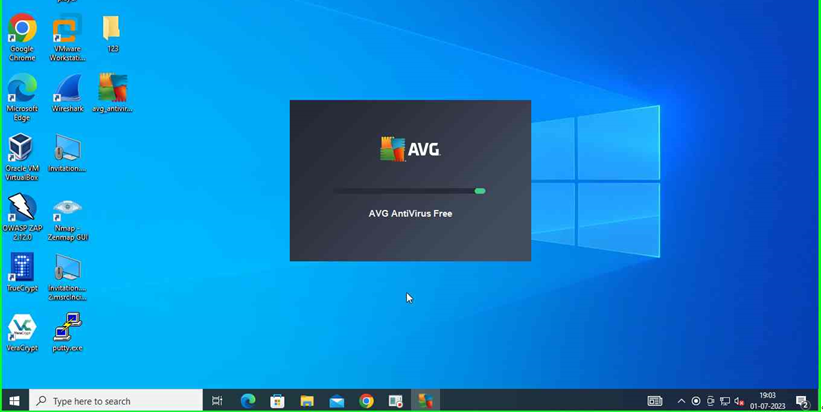 Google
Chrome
VMware
Workstati...
123
Microsoft
Edge
Wireshark
avg_antivir...
Oracle VM
VirtualBox
Invitation....
OWASP ZAP
2.12.0
Nmap -
Zenmap GUI
TrueCrypt
Invitation....
VeraCrypt
putty.exe
AVG
AVG AntiVirus Free
Type here to search
19:03
01-07-2023
2